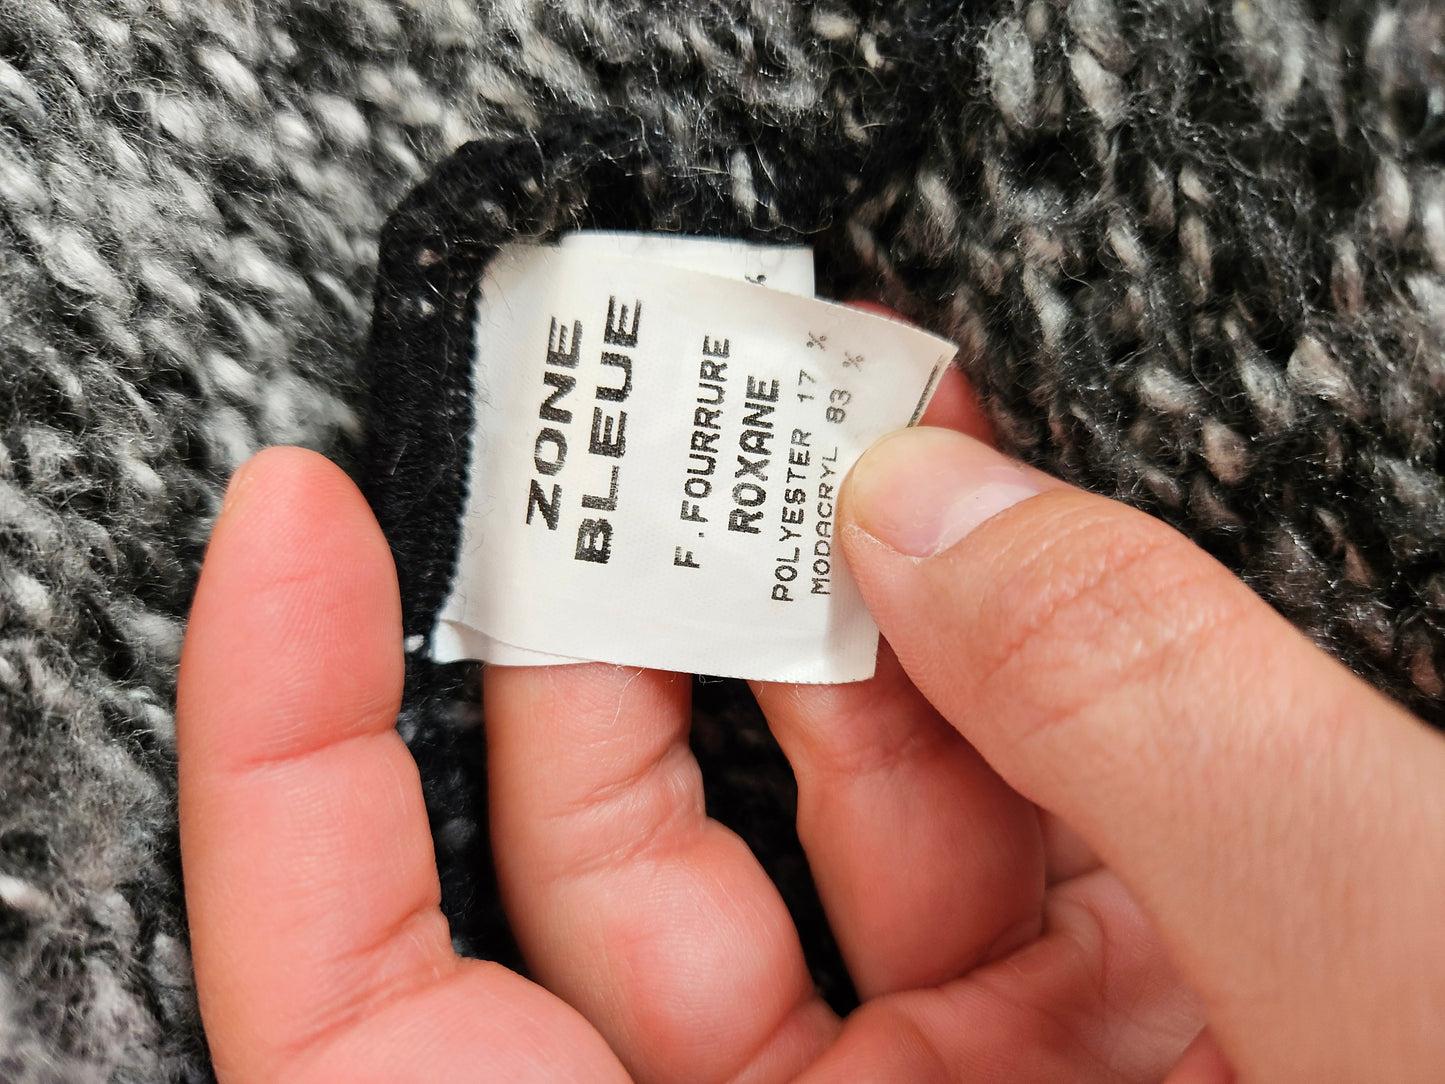 ZONE
BLEUE
F.FOURRURE
ROXANE
POLYESTER 17 %
MODACRYL 83 %